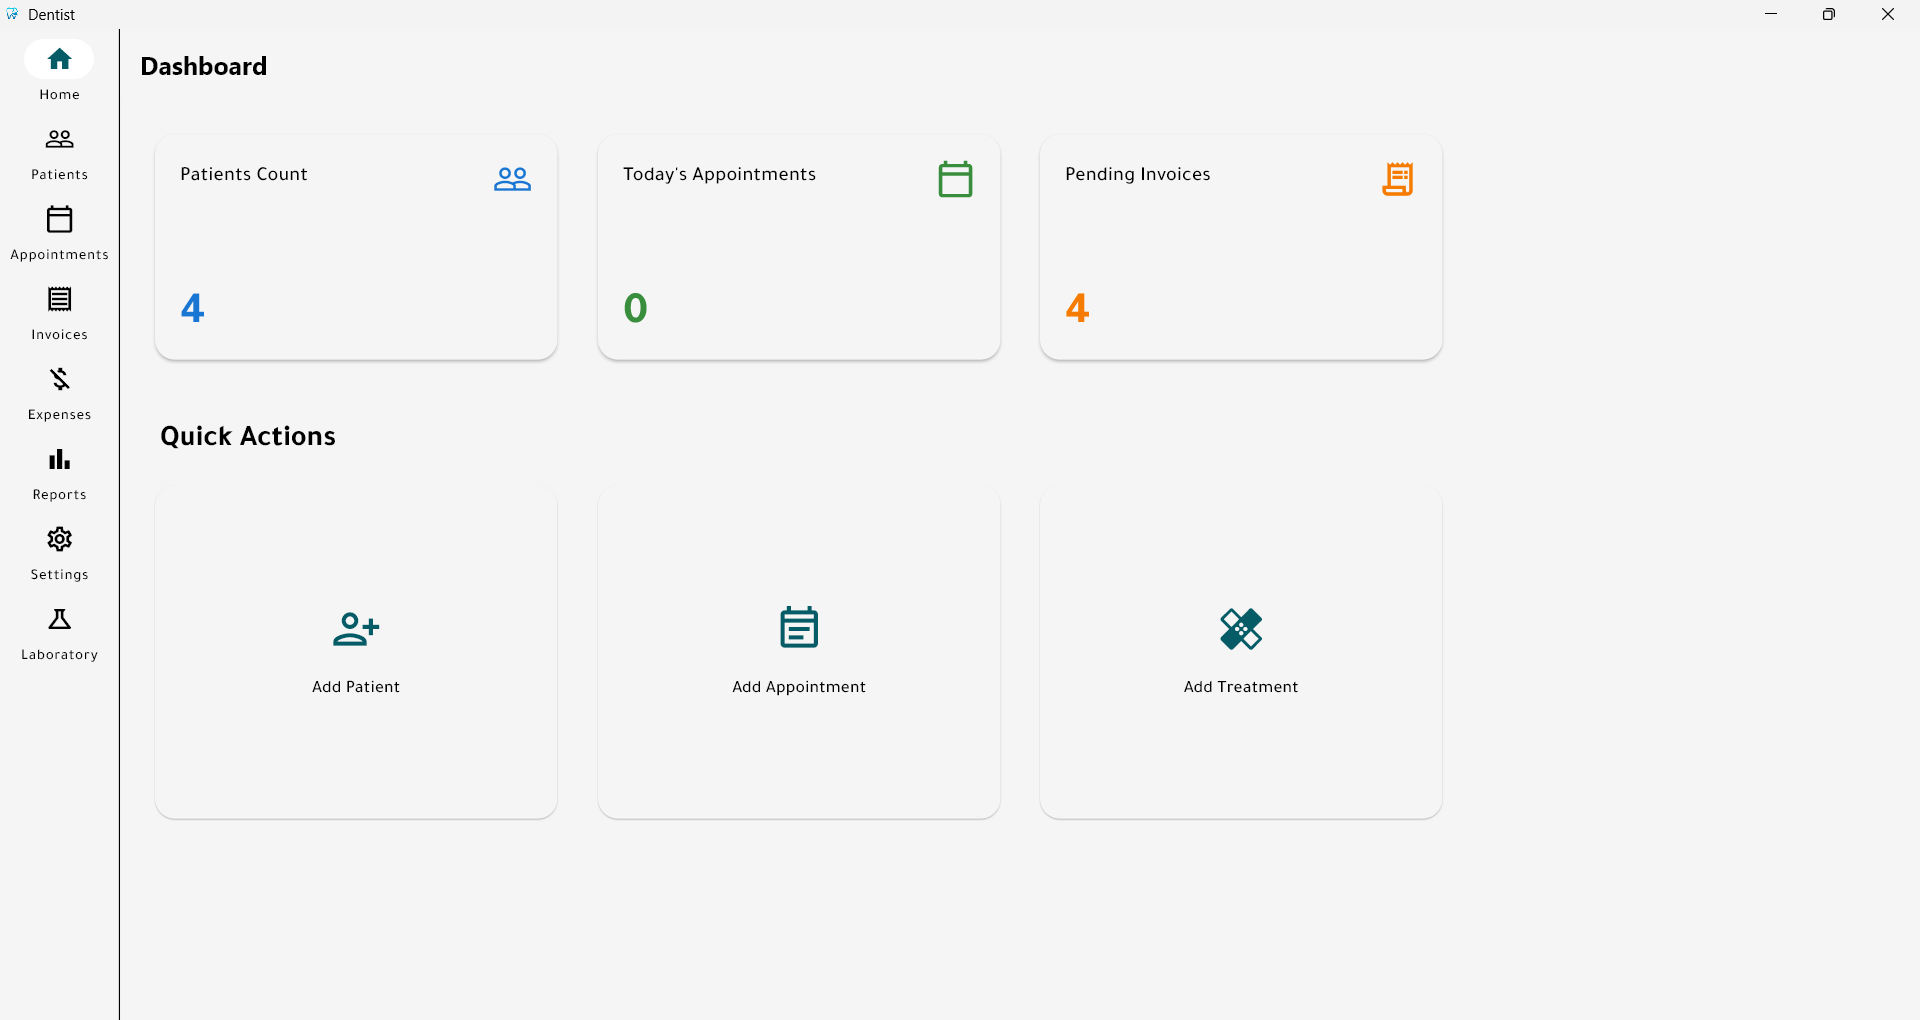 Dentist
Home
Patients
Appointments
Invoices
Expenses
Reports
Settings
Laboratory
Dashboard
Patients Count
4
Today's Appointments
0
Pending Invoices
4
Quick Actions
Add Patient
Add Appointment
Add Treatment